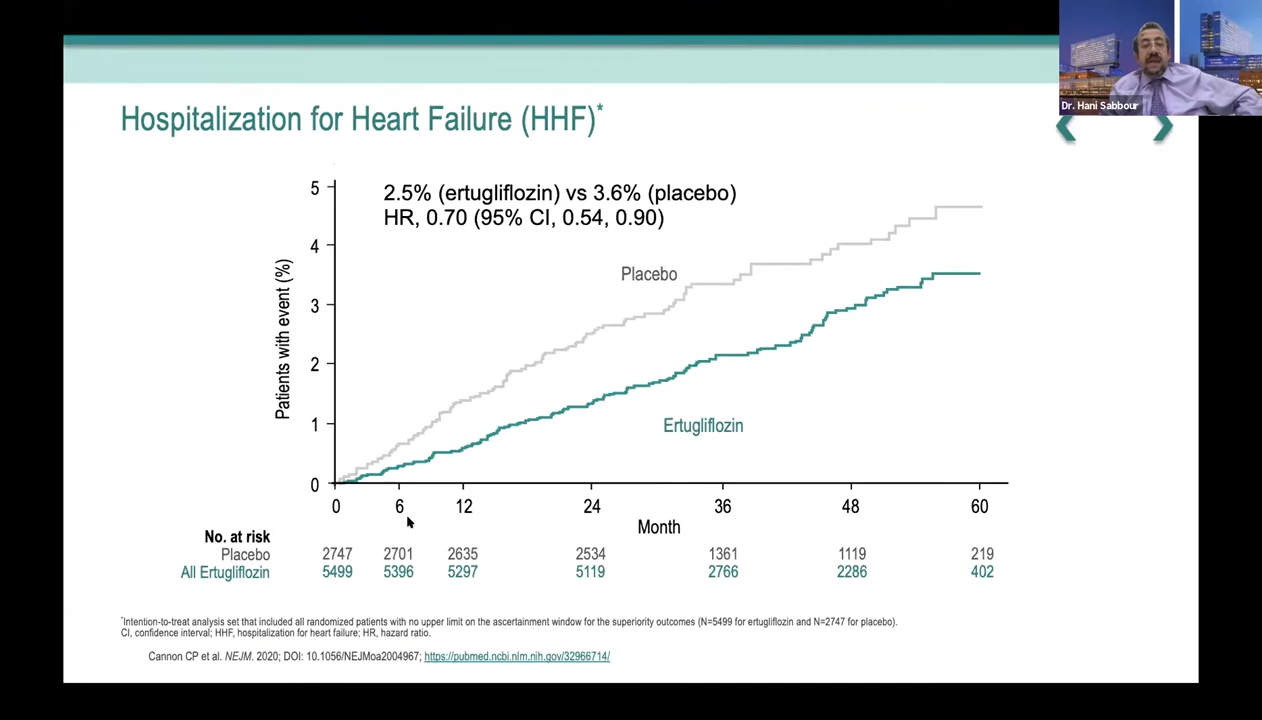 Dr. Hani Sabbour
Hospitalization for Heart Failure (HHF)*
2.5% (ertugliflozin) vs 3.6% (placebo)
HR, 0.70 (95% CI, 0.54, 0.90)
Patients with event (%)
5
4
3
2
1
0
Placebo
Ertugliflozin
0 6 12 24 36 48 60
Month
No. at risk
Placebo 2747 2701 2635 2534 1361 1119 219
All Ertugliflozin 5499 5396 5297 5119 2766 2286 402
*Intention-to-treat analysis set that included all randomized patients with no upper limit on the ascertainment window for the superiority outcomes (N=5499 for ertugliflozin and N=2747 for placebo).
CI, confidence interval; HHF, hospitalization for heart failure; HR, hazard ratio.
Cannon CP et al. NEJM. 2020; DOI: 10.1056/NEJMoa2004967; https://pubmed.ncbi.nlm.nih.gov/32966714/